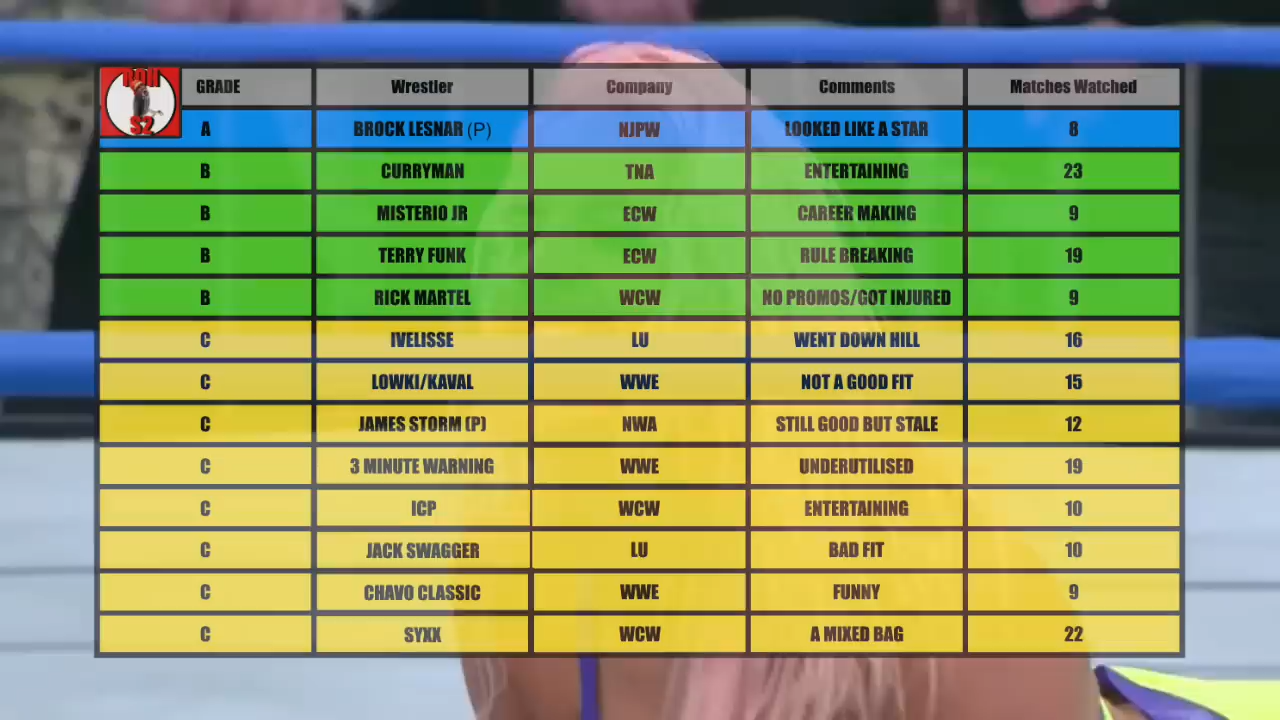 ROH
S2
GRADE Wrestler Company Comments Matches Watched
A BROCK LESNAR (P) NJPW LOOKED LIKE A STAR 8
B CURRYMAN TNA ENTERTAINING 23
B MISTERIO JR ECW CAREER MAKING 9
B TERRY FUNK ECW RULE BREAKING 19
B RICK MARTEL WCW NO PROMOS/GOT INJURED 9
C IVELISSE LU WENT DOWN HILL 16
C LOWKI/KAVAL WWE NOT A GOOD FIT 15
C JAMES STORM (P) NWA STILL GOOD BUT STALE 12
C 3 MINUTE WARNING WWE UNDERUTILISED 19
C ICP WCW ENTERTAINING 10
C JACK SWAGGER LU BAD FIT 10
C CHAVO CLASSIC WWE FUNNY 9
C SYXX WCW A MIXED BAG 22